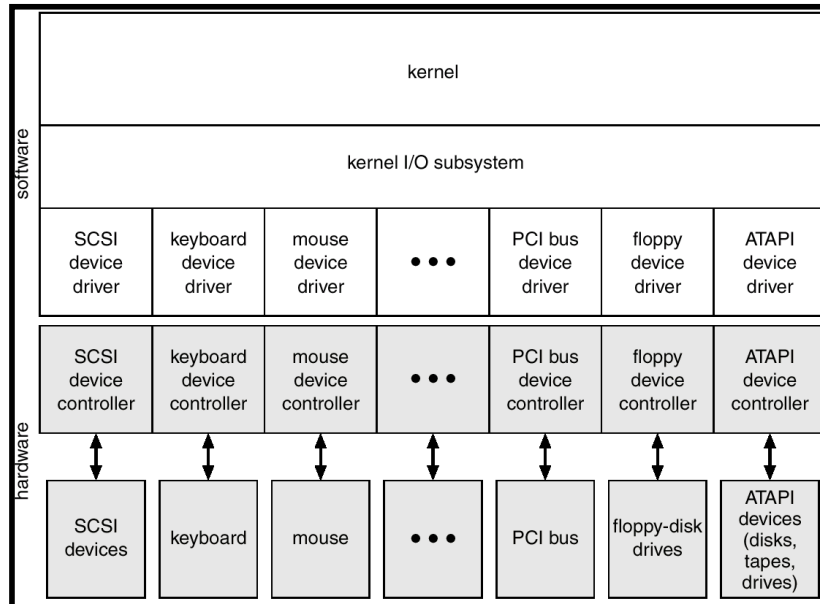 software
kernel
kernel I/O subsystem
SCSI
device
driver
keyboard
device
driver
mouse
device
driver
•••
PCI bus
device
driver
floppy
device
driver
ATAPI
device
driver
hardware
SCSI
device
controller
keyboard
device
controller
mouse
device
controller
•••
PCI bus
device
controller
floppy
device
controller
ATAPI
device
controller
SCSI
devices
keyboard
mouse
•••
PCI bus
floppy-disk
drives
ATAPI
devices
(disks,
tapes,
drives)